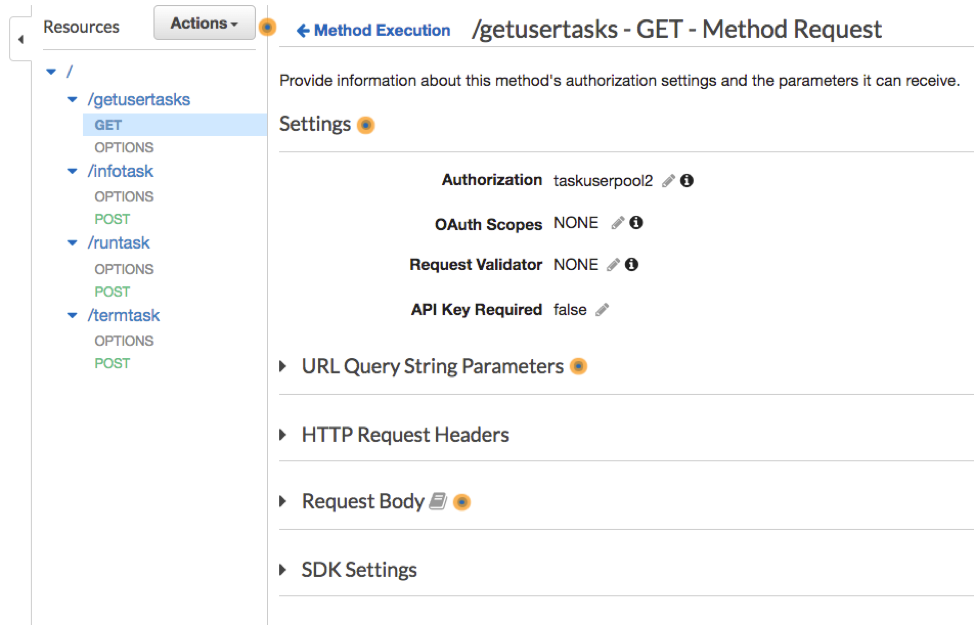 Resources
Actions
/
/getusertasks
GET
OPTIONS
/infotask
OPTIONS
POST
/runtask
OPTIONS
POST
/termtask
OPTIONS
POST
Method Execution /getusertasks - GET - Method Request
Provide information about this method's authorization settings and the parameters it can receive.
Settings
Authorization taskuserpool2
OAuth Scopes NONE
Request Validator NONE
API Key Required false
URL Query String Parameters
HTTP Request Headers
Request Body
SDK Settings